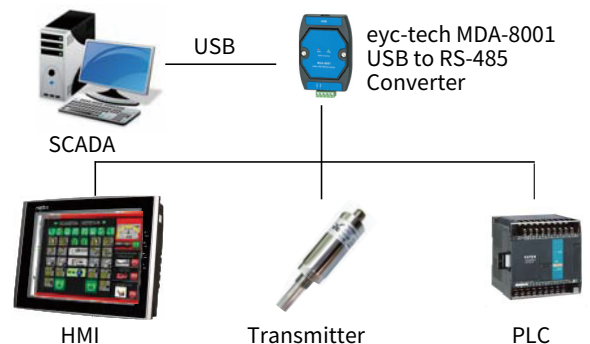 USB
eyc-tech MDA-8001
USB to RS-485
Converter
SCADA
HMI
Transmitter
PLC